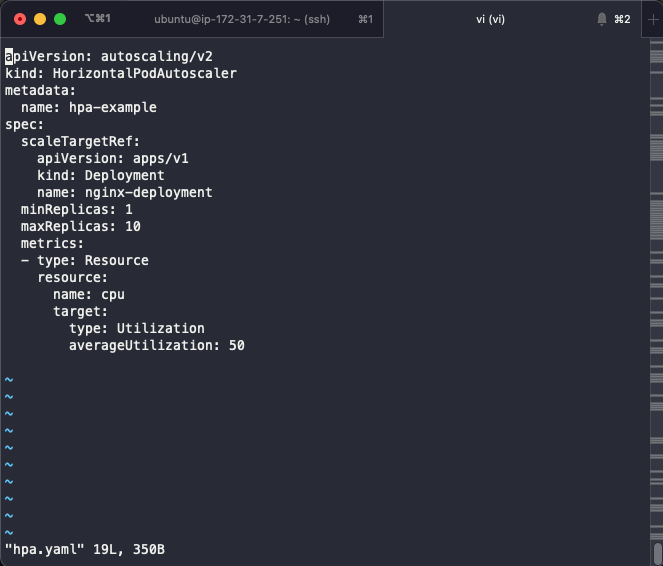 ⌥⌘1 ubuntu@ip-172-31-7-251: ~ (ssh) ⌘1 vi (vi) ⌘2 +
apiVersion: autoscaling/v2
kind: HorizontalPodAutoscaler
metadata:
  name: hpa-example
spec:
  scaleTargetRef:
    apiVersion: apps/v1
    kind: Deployment
    name: nginx-deployment
  minReplicas: 1
  maxReplicas: 10
  metrics:
  - type: Resource
    resource:
      name: cpu
      target:
        type: Utilization
        averageUtilization: 50
~
~
~
~
~
~
~
~
~
~
"hpa.yaml" 19L, 350B